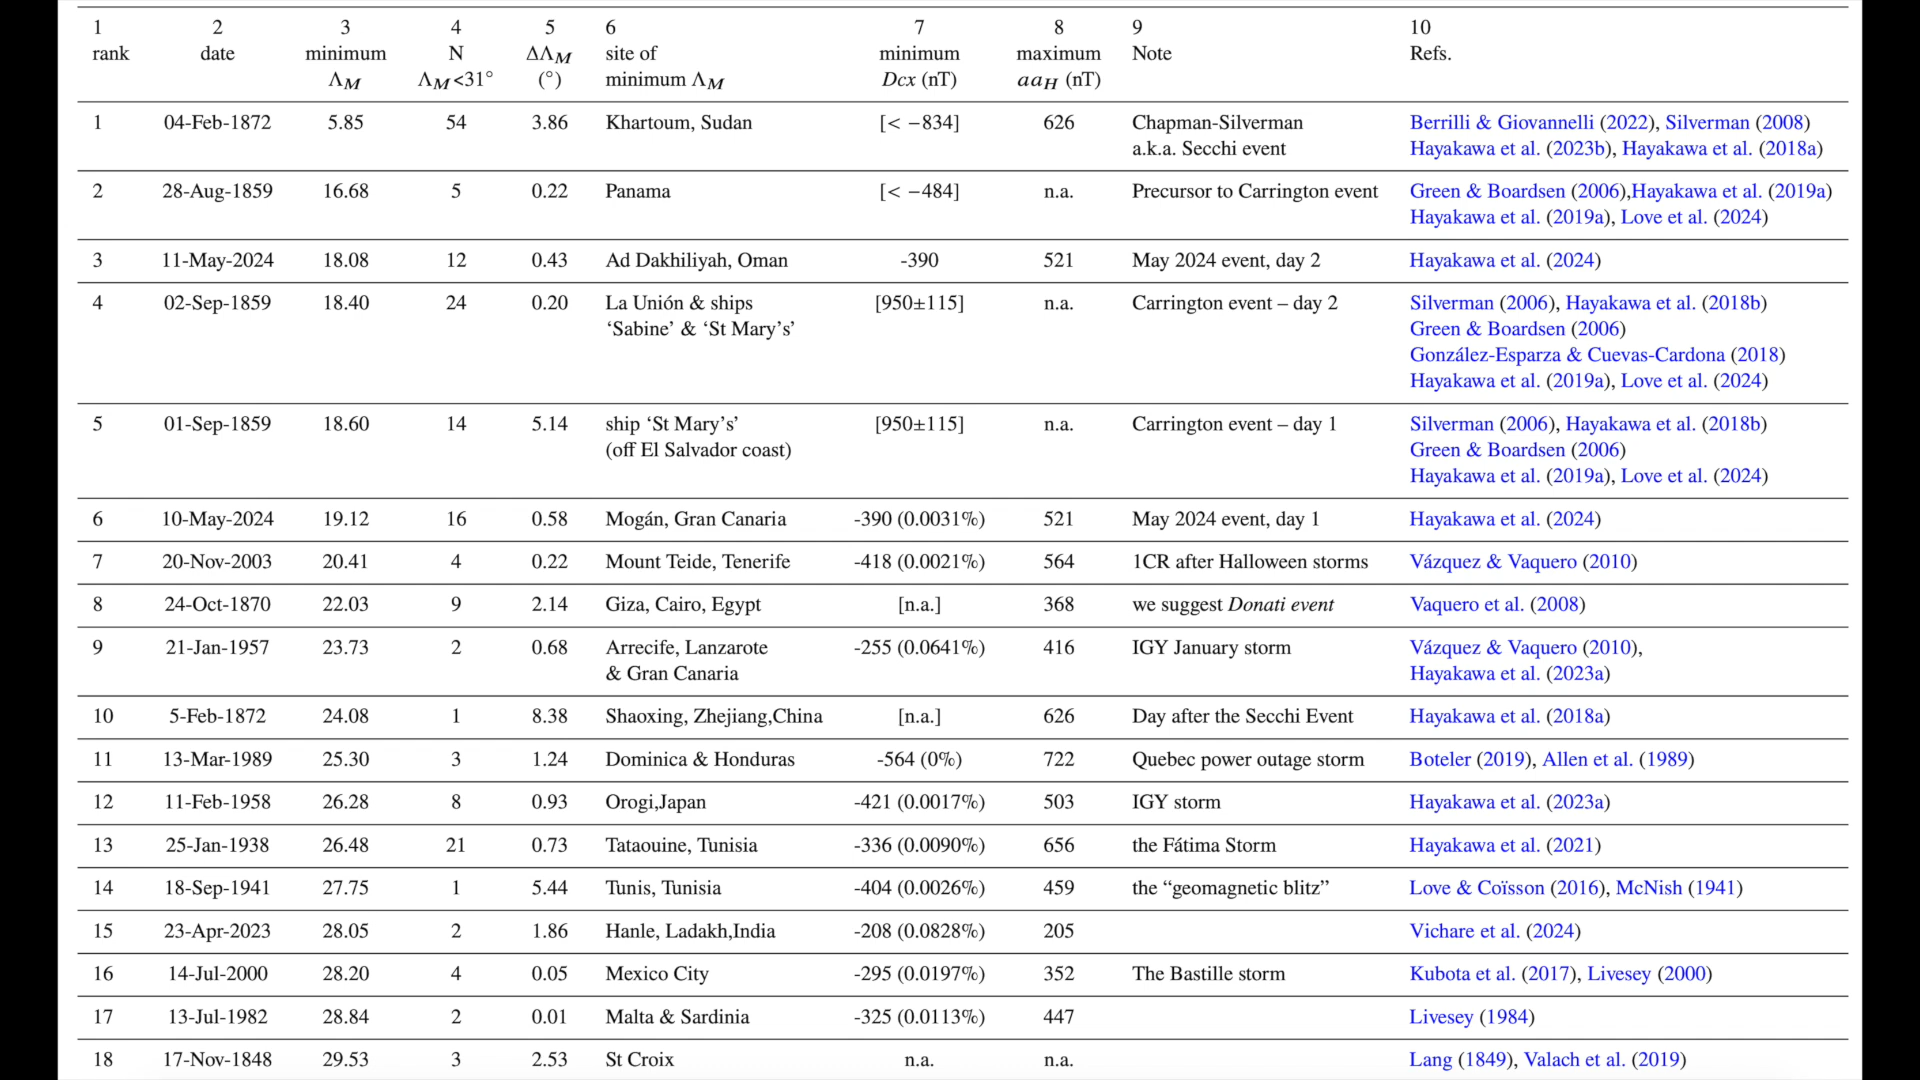 1 2 3 4 5 6 7 8 9 10
rank date minimum N ΔΛM site of minimum maximum Note Refs.
ΛM ΛM<31° (°) minimum ΛM Dcx (nT) aaH (nT)
1 04-Feb-1872 5.85 54 3.86 Khartoum, Sudan [< −834] 626 Chapman-Silverman Berrilli & Giovannelli (2022), Silverman (2008)
a.k.a. Secchi event Hayakawa et al. (2023b), Hayakawa et al. (2018a)
2 28-Aug-1859 16.68 5 0.22 Panama [< −484] n.a. Precursor to Carrington event Green & Boardsen (2006),Hayakawa et al. (2019a)
Hayakawa et al. (2019a), Love et al. (2024)
3 11-May-2024 18.08 12 0.43 Ad Dakhiliyah, Oman -390 521 May 2024 event, day 2 Hayakawa et al. (2024)
4 02-Sep-1859 18.40 24 0.20 La Unión & ships [950±115] n.a. Carrington event – day 2 Silverman (2006), Hayakawa et al. (2018b)
‘Sabine’ & ‘St Mary’s’ Green & Boardsen (2006)
González-Esparza & Cuevas-Cardona (2018)
Hayakawa et al. (2019a), Love et al. (2024)
5 01-Sep-1859 18.60 14 5.14 ship ‘St Mary’s’ [950±115] n.a. Carrington event – day 1 Silverman (2006), Hayakawa et al. (2018b)
(off El Salvador coast) Green & Boardsen (2006)
Hayakawa et al. (2019a), Love et al. (2024)
6 10-May-2024 19.12 16 0.58 Mogán, Gran Canaria -390 (0.0031%) 521 May 2024 event, day 1 Hayakawa et al. (2024)
7 20-Nov-2003 20.41 4 0.22 Mount Teide, Tenerife -418 (0.0021%) 564 1CR after Halloween storms Vázquez & Vaquero (2010)
8 24-Oct-1870 22.03 9 2.14 Giza, Cairo, Egypt [n.a.] 368 we suggest Donati event Vaquero et al. (2008)
9 21-Jan-1957 23.73 2 0.68 Arrecife, Lanzarote -255 (0.0641%) 416 IGY January storm Vázquez & Vaquero (2010),
& Gran Canaria Hayakawa et al. (2023a)
10 5-Feb-1872 24.08 1 8.38 Shaoxing, Zhejiang,China [n.a.] 626 Day after the Secchi Event Hayakawa et al. (2018a)
11 13-Mar-1989 25.30 3 1.24 Dominica & Honduras -564 (0%) 722 Quebec power outage storm Boteler (2019), Allen et al. (1989)
12 11-Feb-1958 26.28 8 0.93 Orogi,Japan -421 (0.0017%) 503 IGY storm Hayakawa et al. (2023a)
13 25-Jan-1938 26.48 21 0.73 Tataouine, Tunisia -336 (0.0090%) 656 the Fátima Storm Hayakawa et al. (2021)
14 18-Sep-1941 27.75 1 5.44 Tunis, Tunisia -404 (0.0026%) 459 the “geomagnetic blitz” Love & Coïsson (2016), McNish (1941)
15 23-Apr-2023 28.05 2 1.86 Hanle, Ladakh,India -208 (0.0828%) 205 Vichare et al. (2024)
16 14-Jul-2000 28.20 4 0.05 Mexico City -295 (0.0197%) 352 The Bastille storm Kubota et al. (2017), Livesey (2000)
17 13-Jul-1982 28.84 2 0.01 Malta & Sardinia -325 (0.0113%) 447 Livesey (1984)
18 17-Nov-1848 29.53 3 2.53 St Croix n.a. n.a. Lang (1849), Valach et al. (2019)